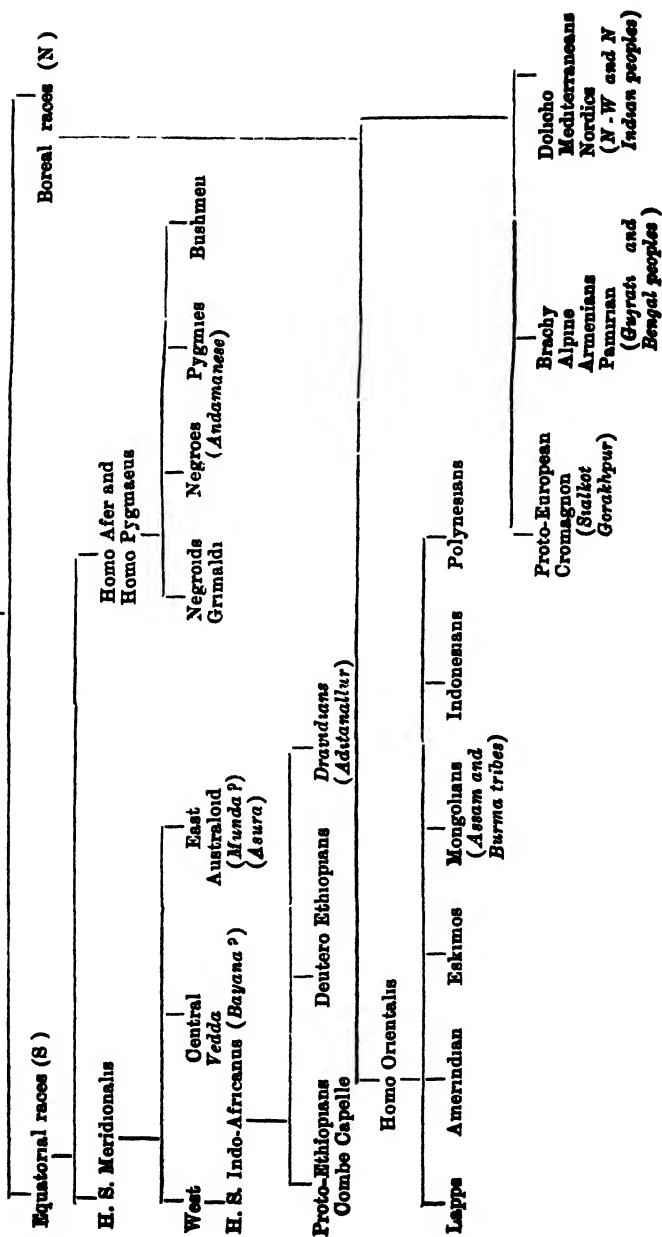 Equatorial races (S)
Boreal races (N)
H. S. Meridionalis
Homo Afer and
Homo Pygmaeus
West
Central
Vedda
East
Australoid
(Munda ?)
(Asura)
Negroids
Grimaldi
Negroes
Pygmies
(Andamanese)
Bushmen
H. S. Indo-Africanus (Bayana ?)
Proto-Ethiopians
Combe Capelle
Deutero Ethiopians
Dravidians
(Aditanallur)
Homo Orientalis
Lapps
Amerindian
Eskimos
Mongolians
(Assam and
Burma tribes)
Indonesians
Polynesians
Proto-European
Cromagnon
(Sialkot
Gorakhpur)
Brachy
Alpine
Armenians
Pamirian
(Gujrati and
Bengal peoples)
Dolicho
Mediterraneans
Nordics
(N -W and N
Indian peoples)